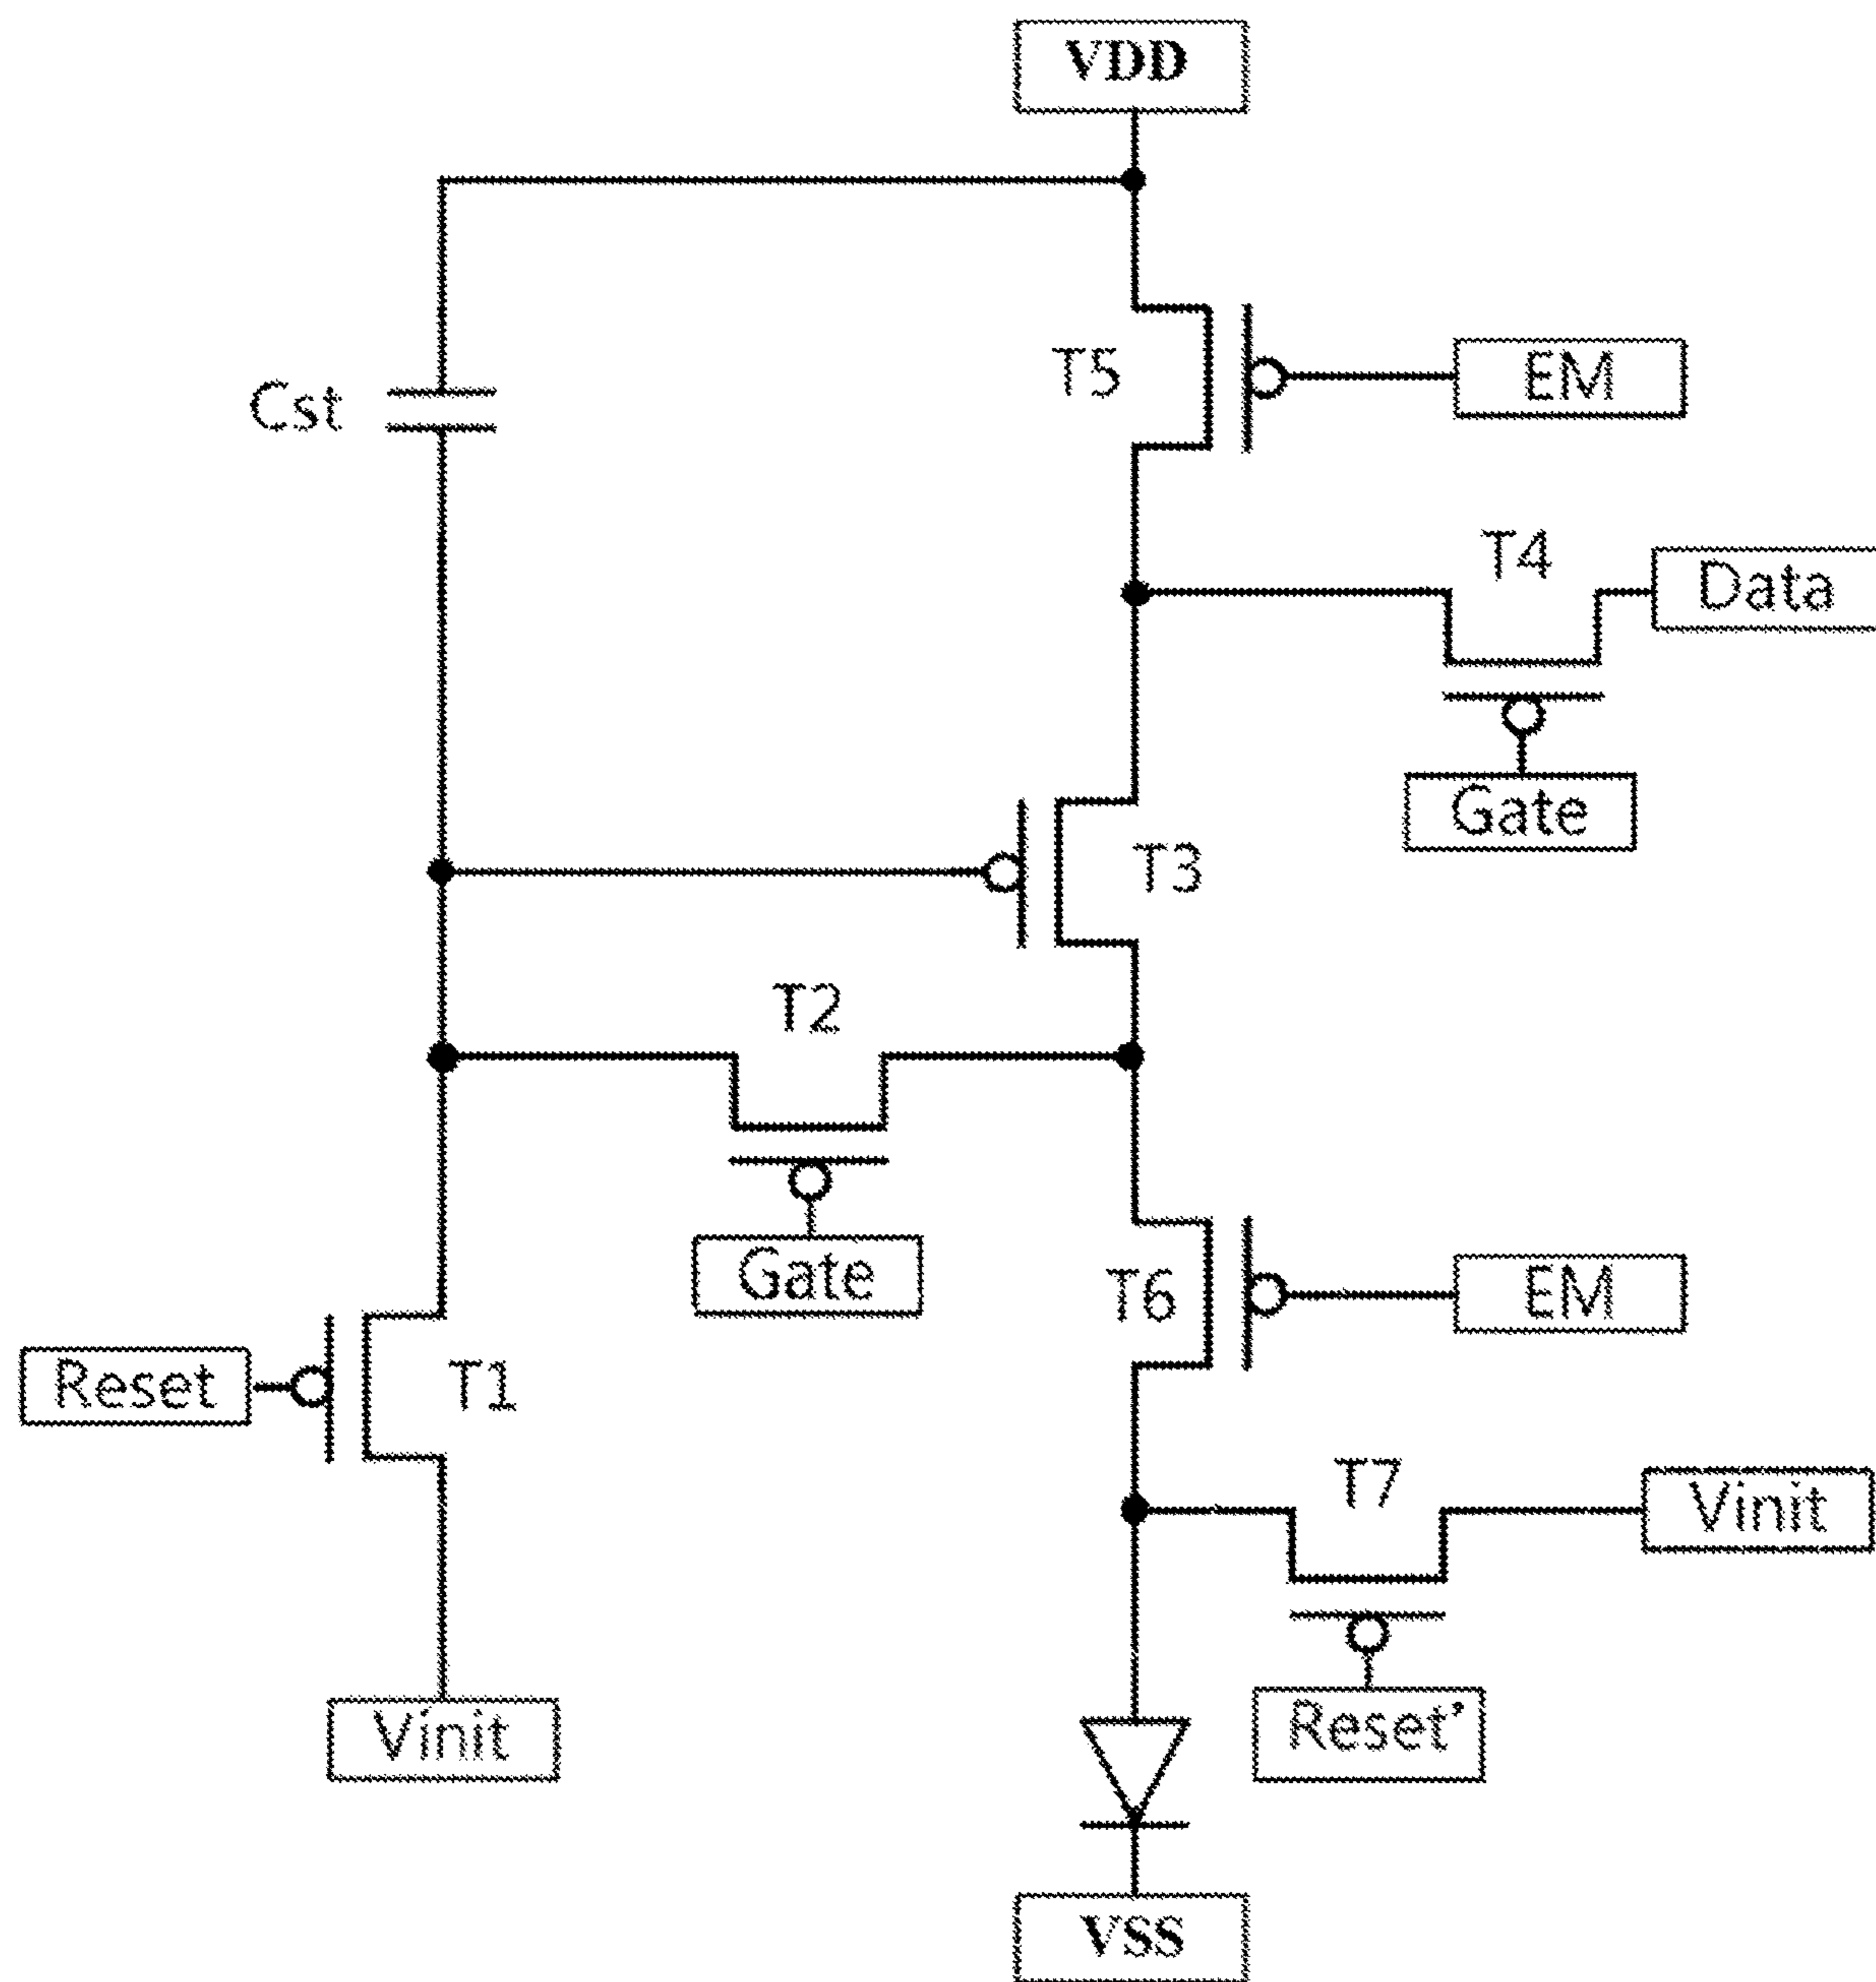 VDD
T5
EM
Cst
T4
Data
Gate
T3
T2
Gate
T6
EM
Reset
T1
T7
Vinit
Reset’
Vinit
VSS